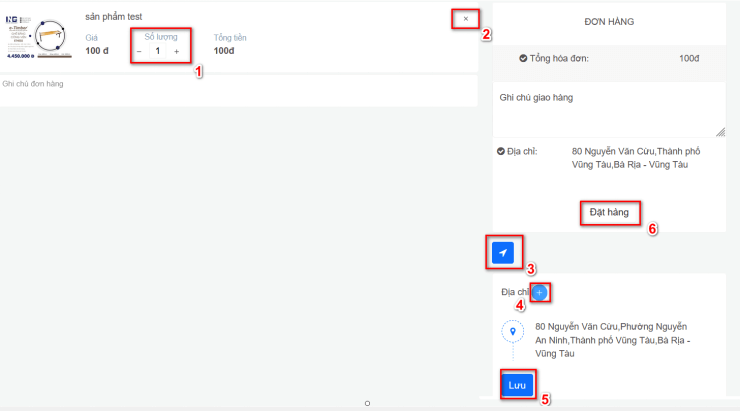 sản phẩm test
×
Giá
Số lượng
Tổng tiền
100 đ
− 1 +
100đ
4.450.000 đ
1
2
Ghi chú đơn hàng
ĐƠN HÀNG
Tổng hóa đơn: 100đ
Ghi chú giao hàng
Địa chỉ: 80 Nguyễn Văn Cừu,Thành phố
Vũng Tàu,Bà Rịa - Vũng Tàu
Đặt hàng
6
3
Địa chỉ +
4
80 Nguyễn Văn Cừu,Phường Nguyễn
An Ninh,Thành phố Vũng Tàu,Bà Rịa -
Vũng Tàu
Lưu
5